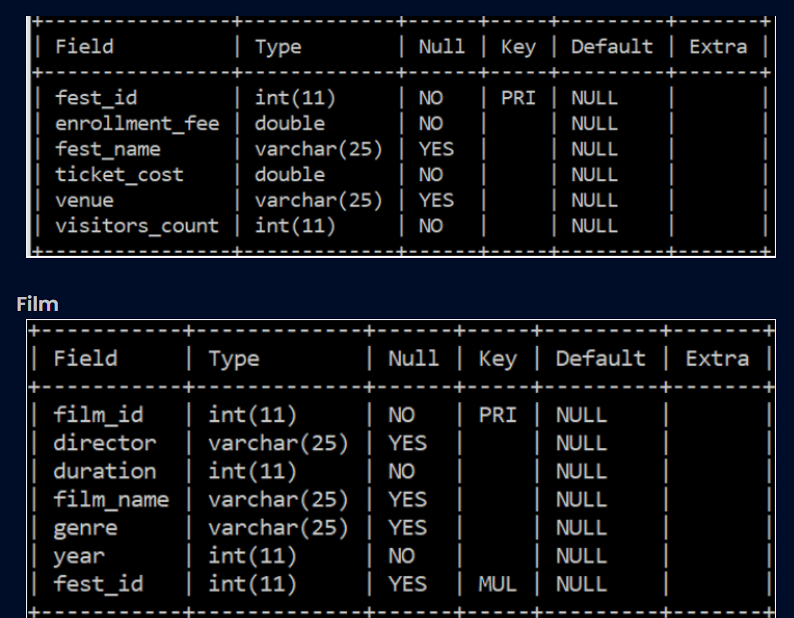 +----------------+-------------+------+-----+---------+-------+
| Field          | Type        | Null | Key | Default | Extra |
+----------------+-------------+------+-----+---------+-------+
| fest_id        | int(11)     | NO   | PRI | NULL    |       |
| enrollment_fee | double      | NO   |     | NULL    |       |
| fest_name      | varchar(25) | YES  |     | NULL    |       |
| ticket_cost    | double      | NO   |     | NULL    |       |
| venue          | varchar(25) | YES  |     | NULL    |       |
| visitors_count | int(11)     | NO   |     | NULL    |       |
+----------------+-------------+------+-----+---------+-------+
Film
+-----------+-------------+------+-----+---------+-------+
| Field     | Type        | Null | Key | Default | Extra |
+-----------+-------------+------+-----+---------+-------+
| film_id   | int(11)     | NO   | PRI | NULL    |       |
| director  | varchar(25) | YES  |     | NULL    |       |
| duration  | int(11)     | NO   |     | NULL    |       |
| film_name | varchar(25) | YES  |     | NULL    |       |
| genre     | varchar(25) | YES  |     | NULL    |       |
| year      | int(11)     | NO   |     | NULL    |       |
| fest_id   | int(11)     | YES  | MUL | NULL    |       |
+-----------+-------------+------+-----+---------+-------+